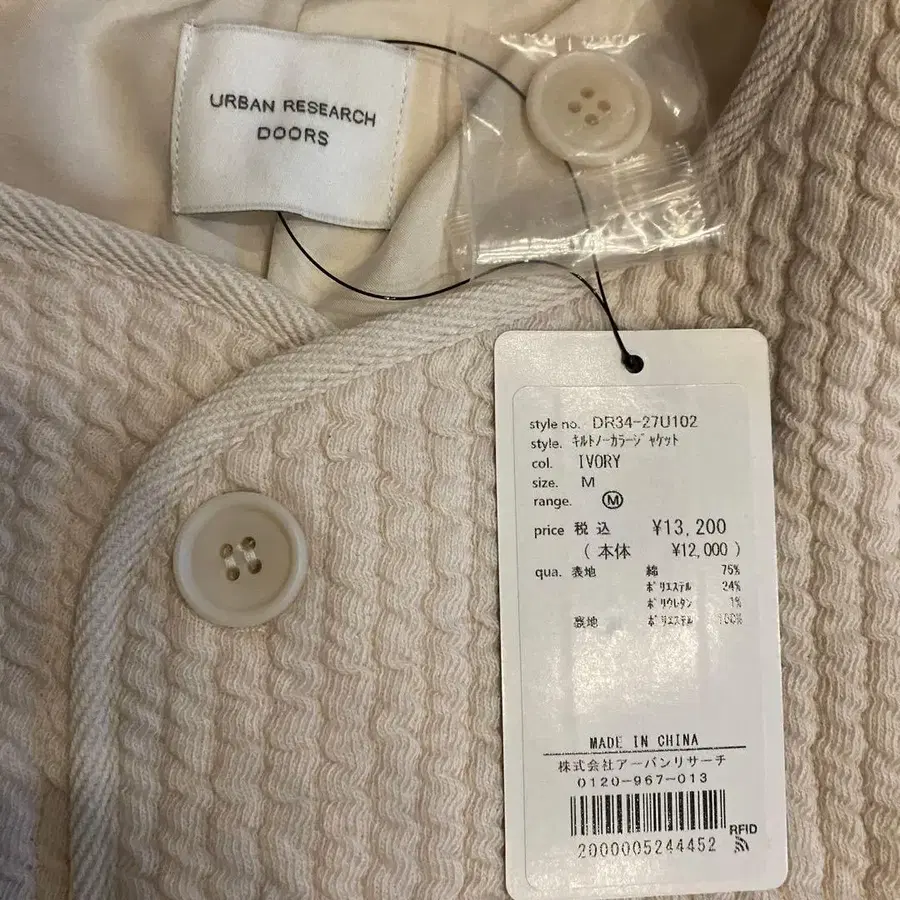 URBAN RESEARCH
DOORS
style no. DR34-27U102
style. ｷﾙﾄﾉｰｶﾗｰｼﾞｬｹｯﾄ
col. IVORY
size. M
range. Ⓜ
price 税込 ¥13,200
( 本体 ¥12,000 )
qua. 表地 綿 75%
ﾎﾟﾘｴｽﾃﾙ 24%
ﾎﾟﾘｳﾚﾀﾝ 1%
裏地 ﾎﾟﾘｴｽﾃﾙ 100%
MADE IN CHINA
株式会社アーバンリサーチ
0120-967-013
RFID
2000005244452